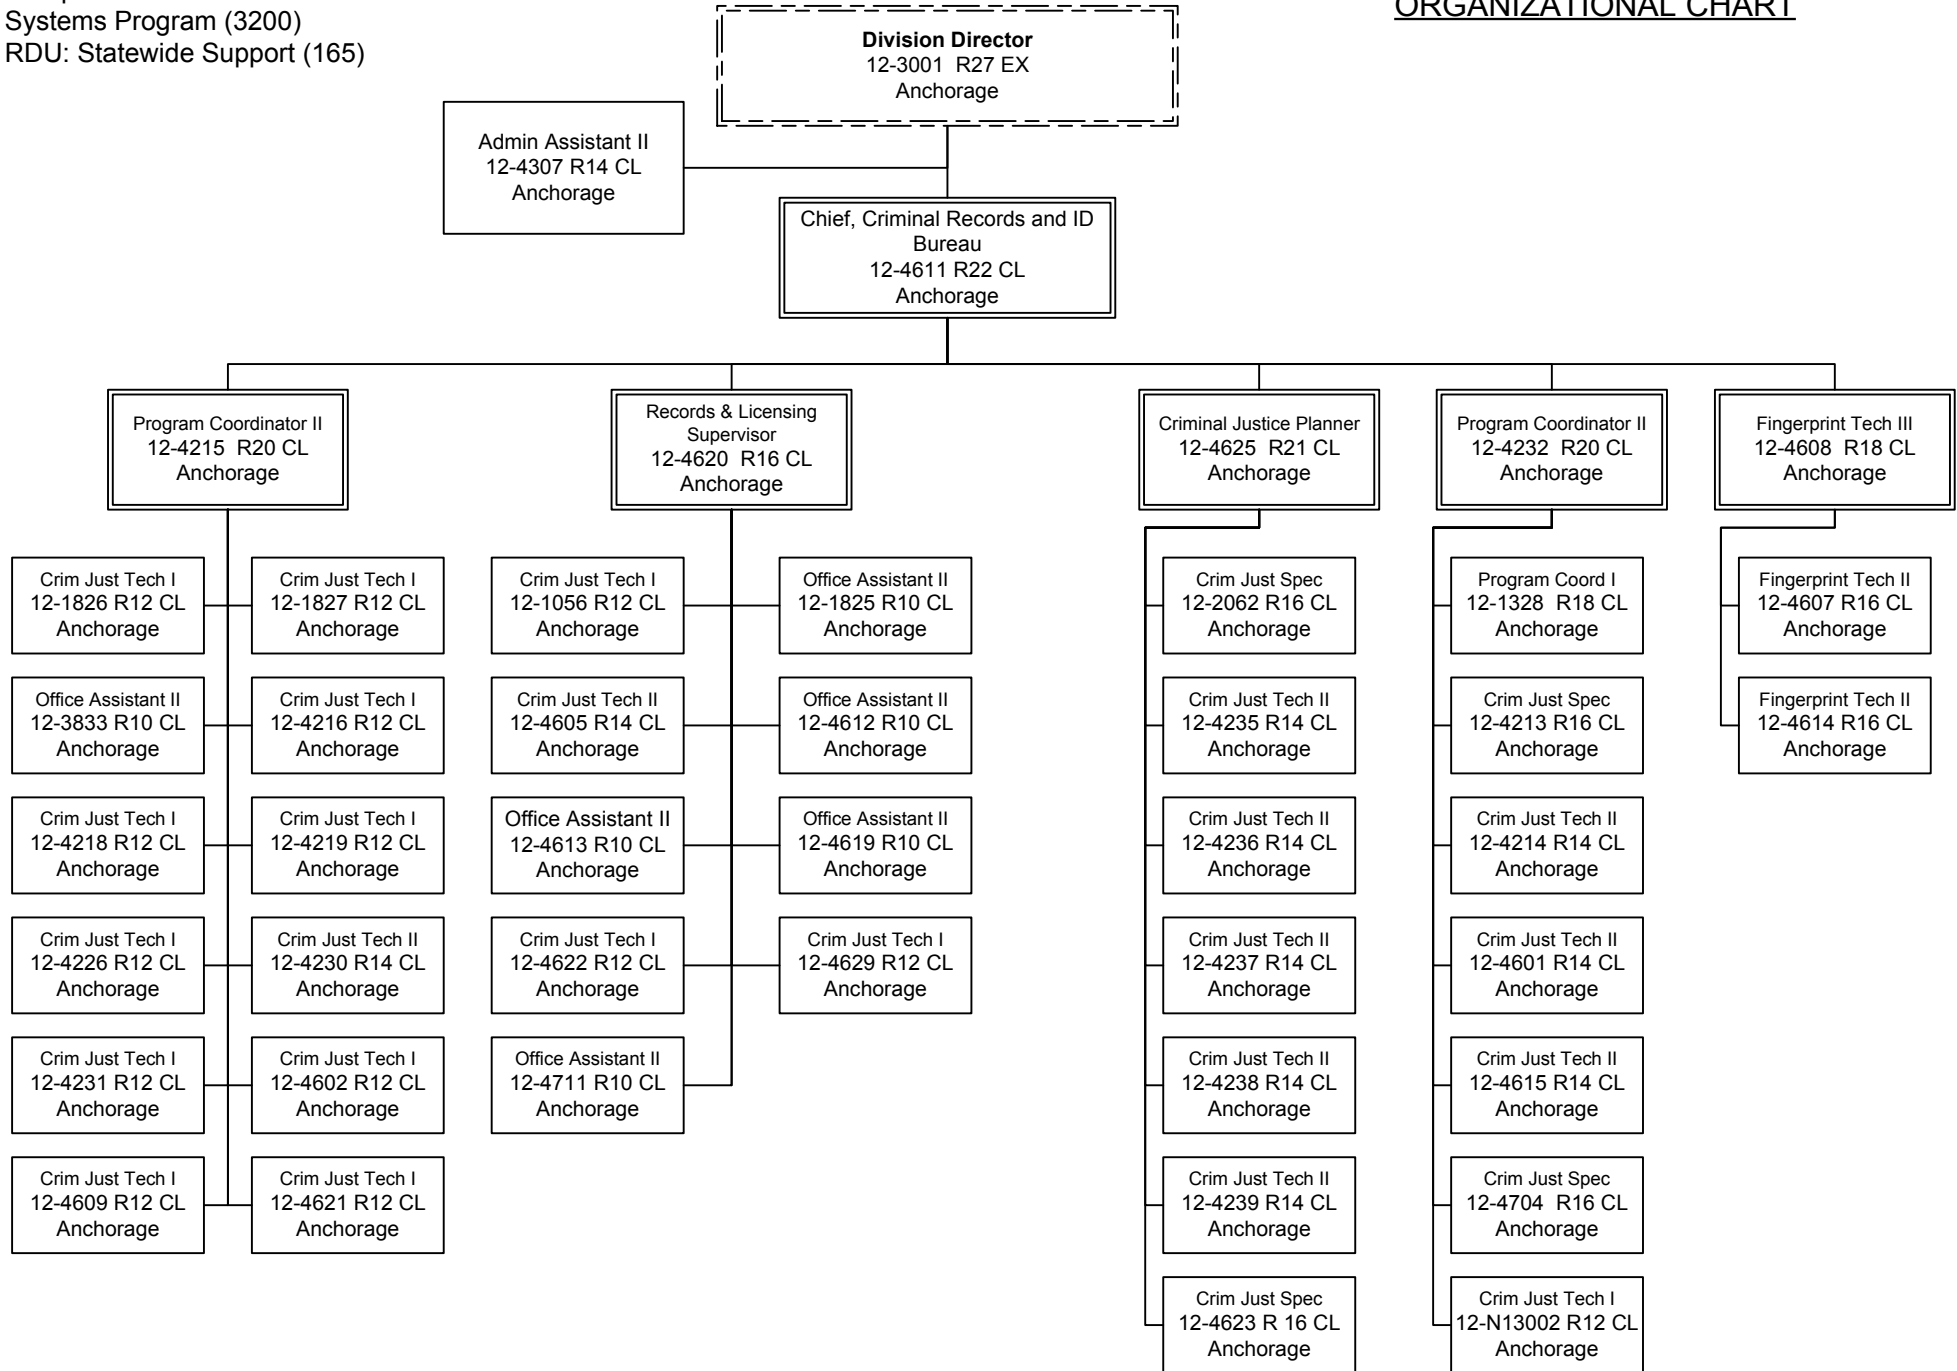 Systems Program (3200)
RDU: Statewide Support (165)
ORGANIZATIONAL CHART
Division Director
12-3001 R27 EX
Anchorage
Admin Assistant II
12-4307 R14 CL
Anchorage
Chief, Criminal Records and ID
Bureau
12-4611 R22 CL
Anchorage
Program Coordinator II
12-4215 R20 CL
Anchorage
Records & Licensing
Supervisor
12-4620 R16 CL
Anchorage
Criminal Justice Planner
12-4625 R21 CL
Anchorage
Program Coordinator II
12-4232 R20 CL
Anchorage
Fingerprint Tech III
12-4608 R18 CL
Anchorage
Crim Just Tech I
12-1826 R12 CL
Anchorage
Crim Just Tech I
12-1827 R12 CL
Anchorage
Crim Just Tech I
12-1056 R12 CL
Anchorage
Office Assistant II
12-1825 R10 CL
Anchorage
Crim Just Spec
12-2062 R16 CL
Anchorage
Program Coord I
12-1328 R18 CL
Anchorage
Fingerprint Tech II
12-4607 R16 CL
Anchorage
Office Assistant II
12-3833 R10 CL
Anchorage
Crim Just Tech I
12-4216 R12 CL
Anchorage
Crim Just Tech II
12-4605 R14 CL
Anchorage
Office Assistant II
12-4612 R10 CL
Anchorage
Crim Just Tech II
12-4235 R14 CL
Anchorage
Crim Just Spec
12-4213 R16 CL
Anchorage
Fingerprint Tech II
12-4614 R16 CL
Anchorage
Crim Just Tech I
12-4218 R12 CL
Anchorage
Crim Just Tech I
12-4219 R12 CL
Anchorage
Office Assistant II
12-4613 R10 CL
Anchorage
Office Assistant II
12-4619 R10 CL
Anchorage
Crim Just Tech II
12-4236 R14 CL
Anchorage
Crim Just Tech II
12-4214 R14 CL
Anchorage
Crim Just Tech I
12-4226 R12 CL
Anchorage
Crim Just Tech II
12-4230 R14 CL
Anchorage
Crim Just Tech I
12-4622 R12 CL
Anchorage
Crim Just Tech I
12-4629 R12 CL
Anchorage
Crim Just Tech II
12-4237 R14 CL
Anchorage
Crim Just Tech II
12-4601 R14 CL
Anchorage
Crim Just Tech I
12-4231 R12 CL
Anchorage
Crim Just Tech I
12-4602 R12 CL
Anchorage
Office Assistant II
12-4711 R10 CL
Anchorage
Crim Just Tech II
12-4238 R14 CL
Anchorage
Crim Just Tech II
12-4615 R14 CL
Anchorage
Crim Just Tech I
12-4609 R12 CL
Anchorage
Crim Just Tech I
12-4621 R12 CL
Anchorage
Crim Just Tech II
12-4239 R14 CL
Anchorage
Crim Just Spec
12-4704 R16 CL
Anchorage
Crim Just Spec
12-4623 R 16 CL
Anchorage
Crim Just Tech I
12-N13002 R12 CL
Anchorage